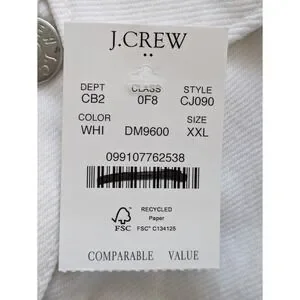 J.CREW
DEPT CLASS STYLE
CB2 0F8 CJ090
COLOR SIZE
WHI DM9600 XXL
099107762538
RECYCLED
Paper
FSC FSC® C134125
COMPARABLE VALUE